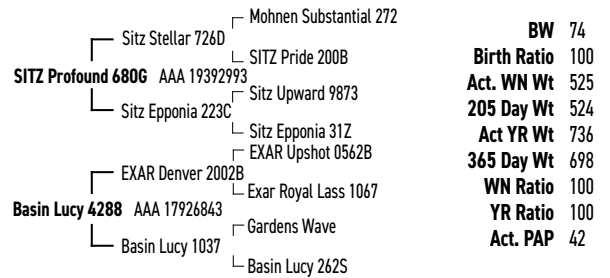 Mohnen Substantial 272
Sitz Stellar 726D
SITZ Pride 200B
SITZ Profound 680G AAA 19392993
Sitz Upward 9873
Sitz Epponia 223C
Sitz Epponia 31Z
EXAR Upshot 0562B
EXAR Denver 2002B
Exar Royal Lass 1067
Basin Lucy 4288 AAA 17926843
Gardens Wave
Basin Lucy 1037
Basin Lucy 262S
BW 74
Birth Ratio 100
Act. WN Wt 525
205 Day Wt 524
Act YR Wt 736
365 Day Wt 698
WN Ratio 100
YR Ratio 100
Act. PAP 42